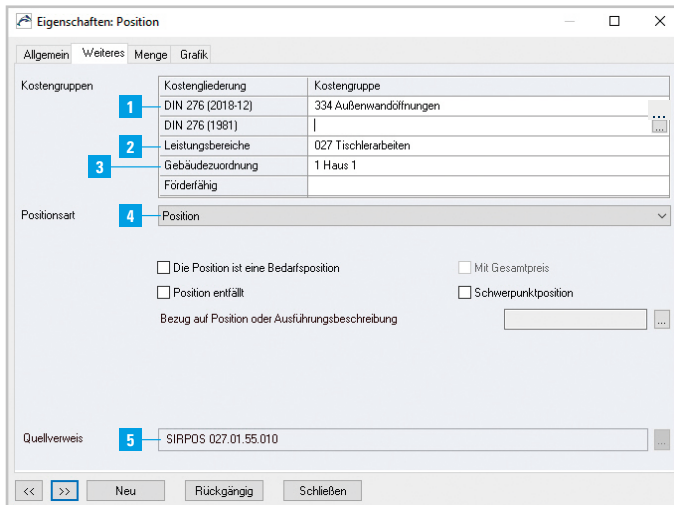 Eigenschaften: Position
Allgemein Weiteres Menge Grafik
Kostengruppen
Kostengliederung Kostengruppe
1 DIN 276 (2018-12) 334 Außenwandöffnungen ...
DIN 276 (1981) ...
2 Leistungsbereiche 027 Tischlerarbeiten
3 Gebäudezuordnung 1 Haus 1
Förderfähig
Positionsart 4 Position
Die Position ist eine Bedarfsposition Mit Gesamtpreis
Position entfällt Schwerpunktposition
Bezug auf Position oder Ausführungsbeschreibung ...
Quellverweis 5 SIRPOS 027.01.55.010 ...
<< >> Neu Rückgängig Schließen